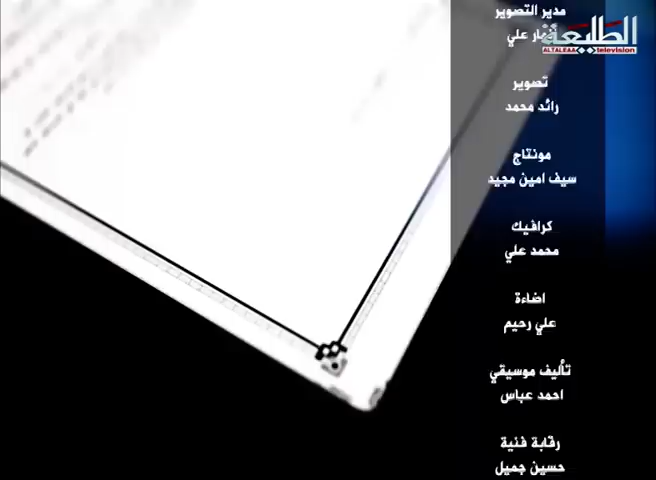 مدير التصوير
علي
الطليعة
ALTALEAA television
تصوير
رائد محمد
مونتاج
سيف امين مجيد
كرافيك
محمد علي
اضاءة
علي رحيم
تأليف موسيقي
احمد عباس
رقابة فنية
حسين جميل